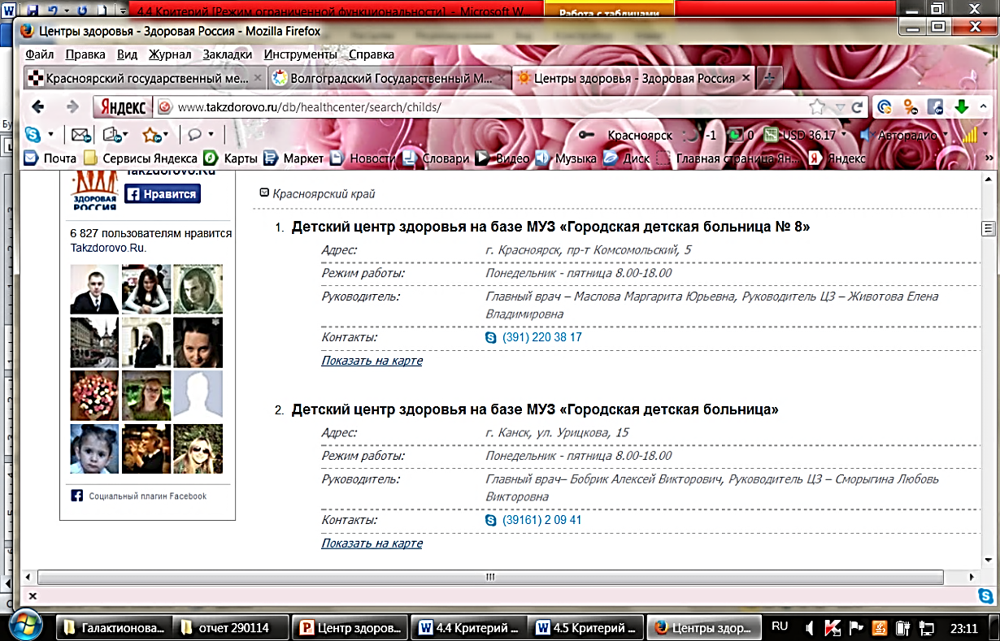 4.4 Критерий [Режим ограниченной функциональности] - Microsoft W...
Работа с таблицами
Центры здоровья - Здоровая Россия - Mozilla Firefox
Файл Правка Вид Журнал Закладки Инструменты Справка
Красноярский государственный ме... Волгоградский Государственный М... Центры здоровья - Здоровая Россия
Яндекс www.takzdorovo.ru/db/healthcenter/search/childs/
Красноярск -1 0 USD 36.17 Авторадио
Почта Сервисы Яндекса Карты Маркет Новости Словари Видео Музыка Диск Главная страница Ян... Яндекс
Takzdorovo.Ru
ЗДОРОВАЯ
РОССИЯ
Нравится
6 827 пользователям нравится
Takzdorovo.Ru.
Социальный плагин Facebook
Красноярский край
1. Детский центр здоровья на базе МУЗ «Городская детская больница № 8»
Адрес: г. Красноярск, пр-т Комсомольский, 5
Режим работы: Понедельник - пятница 8.00-18.00
Руководитель: Главный врач – Маслова Маргарита Юрьевна, Руководитель ЦЗ – Животова Елена
Владимировна
Контакты: (391) 220 38 17
Показать на карте
2. Детский центр здоровья на базе МУЗ «Городская детская больница»
Адрес: г. Канск, ул. Урицкова, 15
Режим работы: Понедельник - пятница 8.00-18.00
Руководитель: Главный врач– Бобрик Алексей Викторович, Руководитель ЦЗ – Сморыгина Любовь
Викторовна
Контакты: (39161) 2 09 41
Показать на карте
Галактионова... отчет 290114 Центр здоров... 4.4 Критерий ... 4.5 Критерий ... Центры здор... RU 23:11